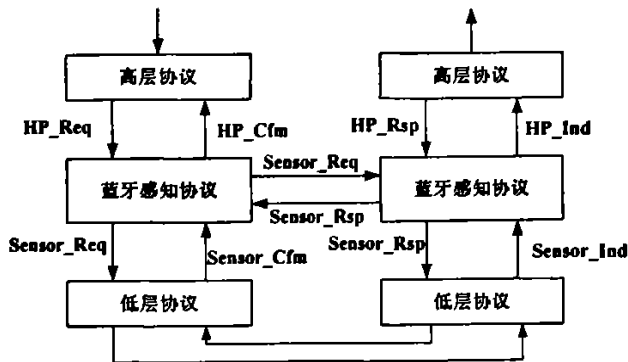 高层协议 高层协议
HP_Req HP_Cfm HP_Rsp HP_Ind
Sensor_Req
蓝牙感知协议 蓝牙感知协议
Sensor_Rsp
Sensor_Req Sensor_Cfm Sensor_Rsp Sensor_Ind
低层协议 低层协议